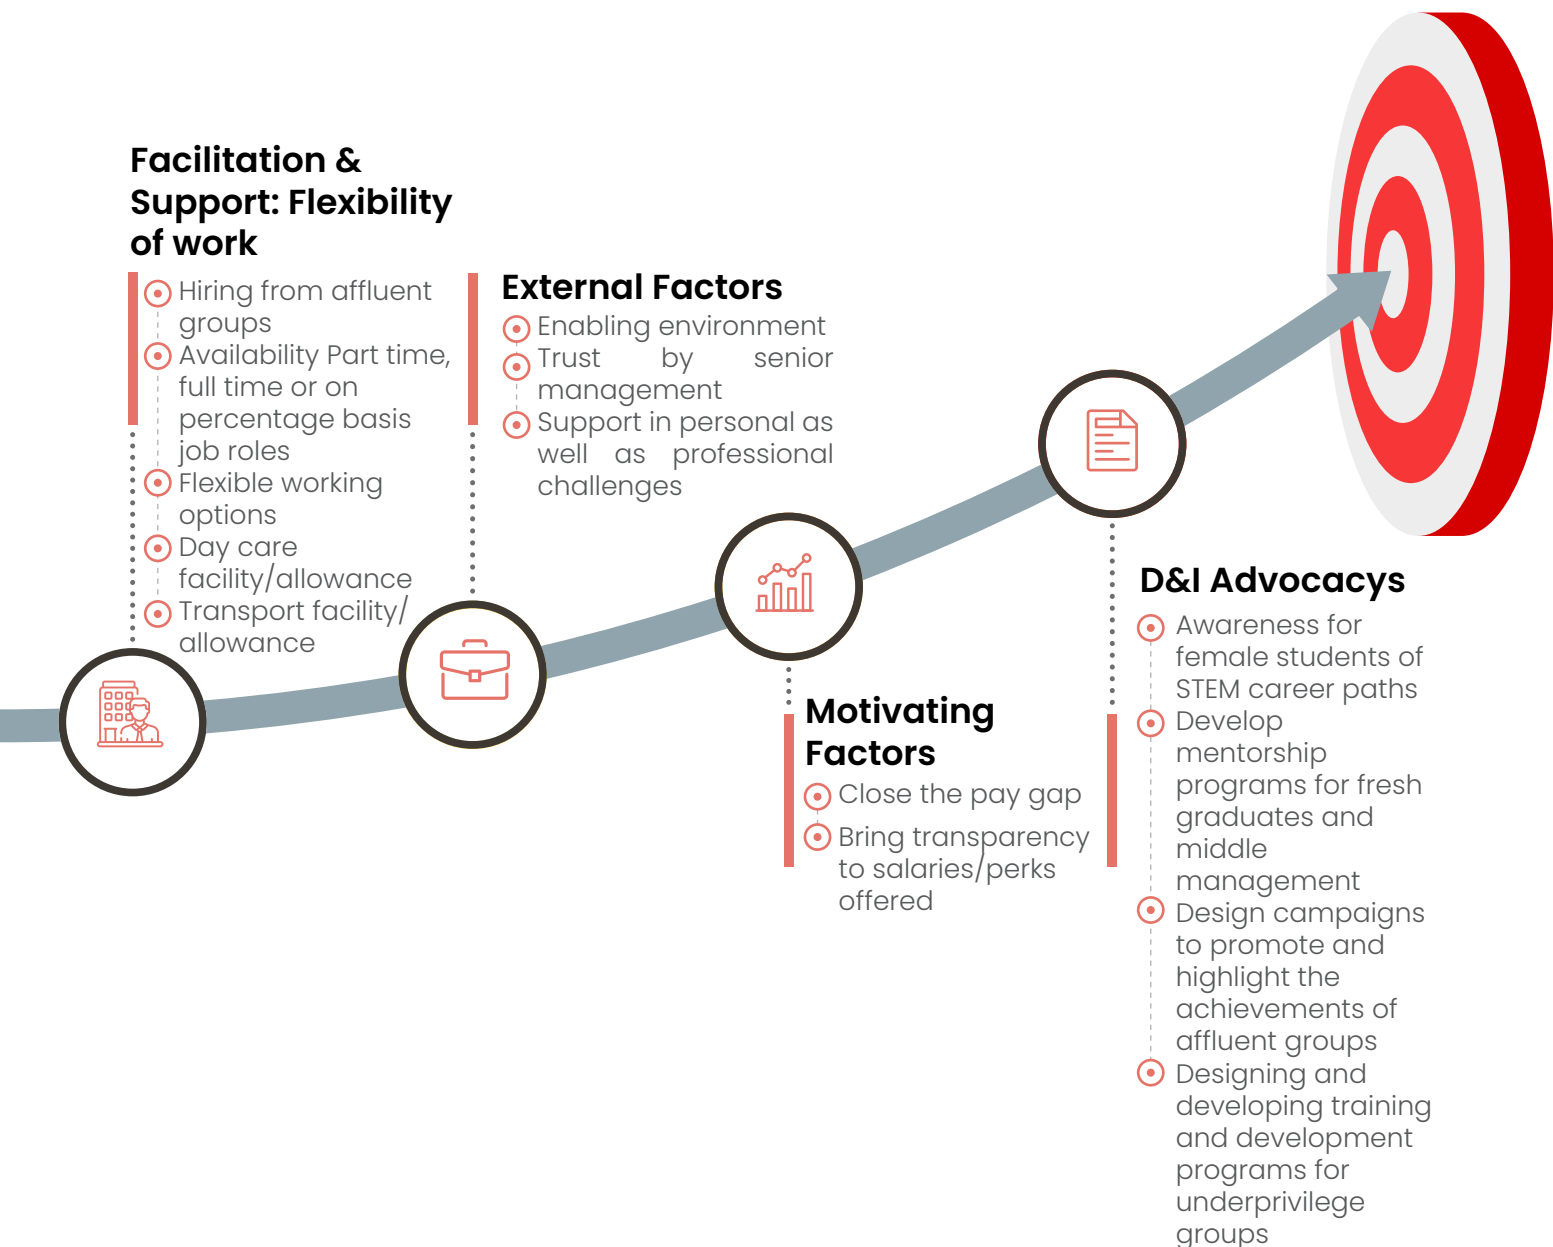 Facilitation &
Support: Flexibility
of work
Hiring from affluent
groups
Availability Part time,
full time or on
percentage basis
job roles
Flexible working
options
Day care
facility/allowance
Transport facility/
allowance
External Factors
Enabling environment
Trust by senior
management
Support in personal as
well as professional
challenges
Motivating
Factors
Close the pay gap
Bring transparency
to salaries/perks
offered
D&I Advocacys
Awareness for
female students of
STEM career paths
Develop
mentorship
programs for fresh
graduates and
middle
management
Design campaigns
to promote and
highlight the
achievements of
affluent groups
Designing and
developing training
and development
programs for
underprivilege
groups